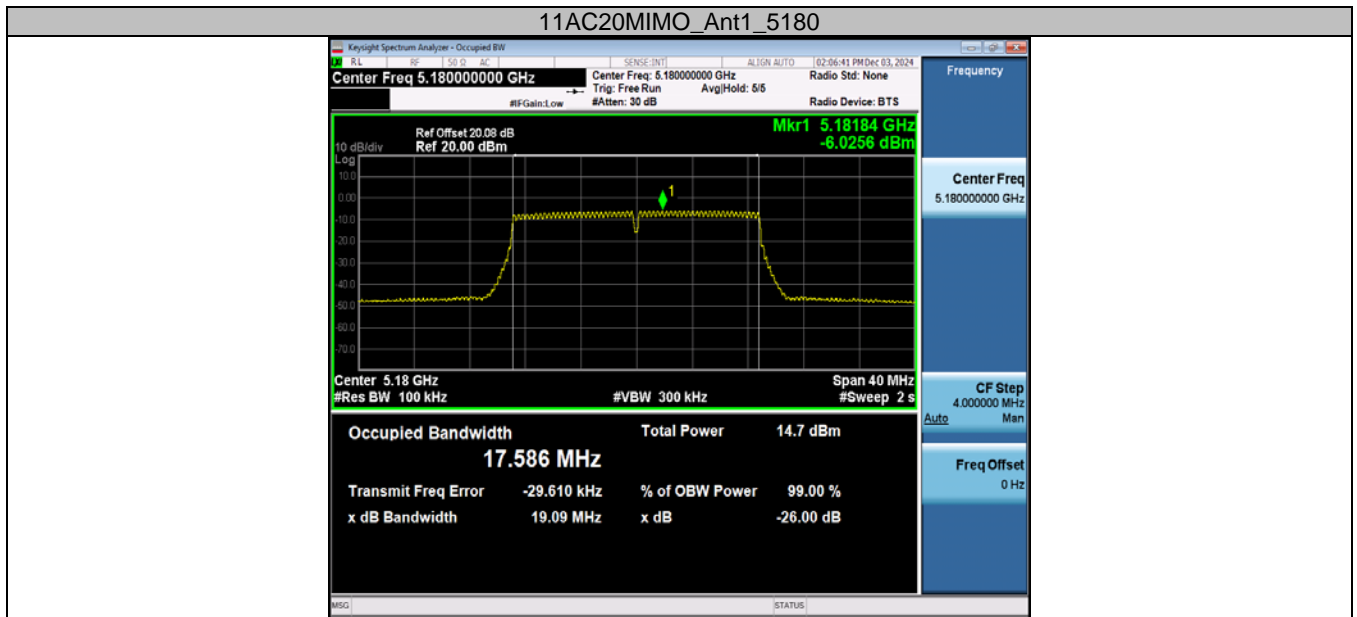 11AC20MIMO_Ant1_5180
Keysight Spectrum Analyzer - Occupied BW
RL RF 50 Ω AC SENSE:INT ALIGN AUTO 02:06:41 PM Dec 03, 2024
Center Freq 5.180000000 GHz
Center Freq: 5.180000000 GHz
Radio Std: None
Trig: Free Run Avg|Hold: 5/5
#IFGain:Low
#Atten: 30 dB
Radio Device: BTS
Frequency
Mkr1 5.18184 GHz
-6.0256 dBm
Ref Offset 20.08 dB
10 dB/div Ref 20.00 dBm
Log
10.0
0.00
-10.0
-20.0
-30.0
-40.0
-50.0
-60.0
-70.0
1
Center 5.18 GHz
Span 40 MHz
#Res BW 100 kHz
#VBW 300 kHz
#Sweep 2 s
Center Freq
5.180000000 GHz
CF Step
4.000000 MHz
Auto Man
Freq Offset
0 Hz
Occupied Bandwidth
17.586 MHz
Total Power 14.7 dBm
Transmit Freq Error -29.610 kHz
% of OBW Power 99.00 %
x dB Bandwidth 19.09 MHz
x dB -26.00 dB
MSG
STATUS